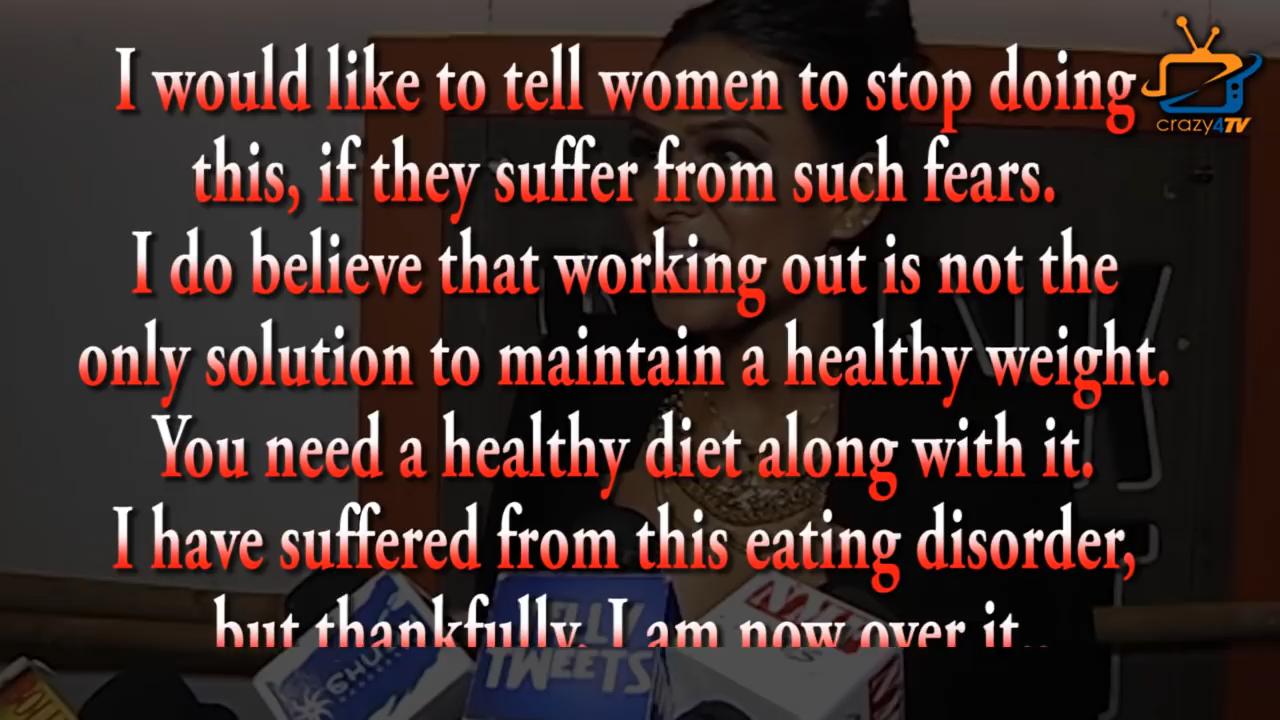 I would like to tell women to stop doing
this, if they suffer from such fears.
I do believe that working out is not the
only solution to maintain a healthy weight.
You need a healthy diet along with it.
I have suffered from this eating disorder,
but thankfully, I am now over it..
crazy4TV
TWEETS